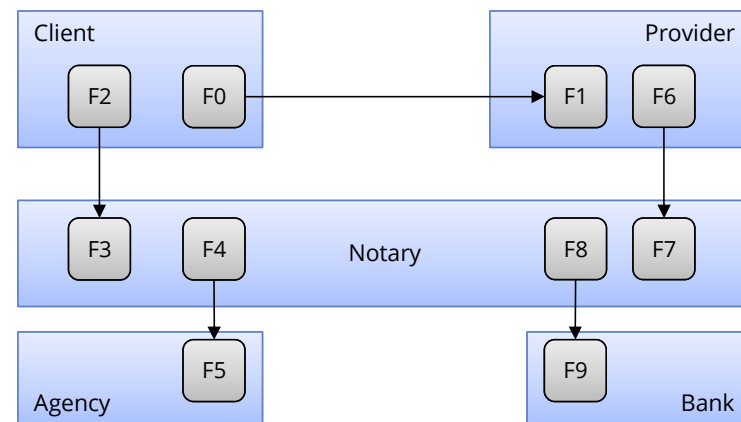 Client
Provider
F2
F0
F1
F6
F3
F4
Notary
F8
F7
F5
F9
Agency
Bank